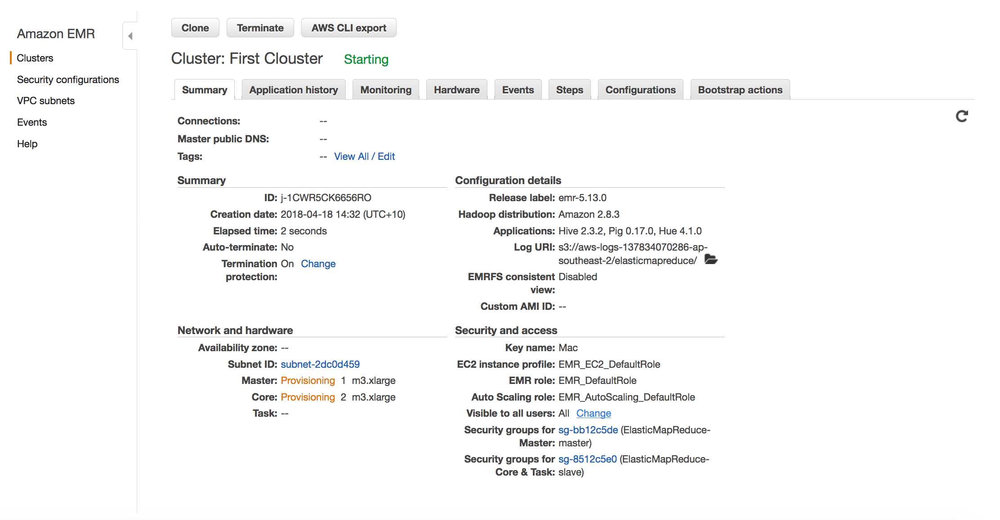 Amazon EMR
Clusters
Security configurations
VPC subnets
Events
Help
Clone Terminate AWS CLI export
Cluster: First Clouster Starting
Summary Application history Monitoring Hardware Events Steps Configurations Bootstrap actions
Connections: --
Master public DNS: --
Tags: -- View All / Edit
Summary
ID: j-1CWR5CK6656RO
Creation date: 2018-04-18 14:32 (UTC+10)
Elapsed time: 2 seconds
Auto-terminate: No
Termination On Change
protection:
Configuration details
Release label: emr-5.13.0
Hadoop distribution: Amazon 2.8.3
Applications: Hive 2.3.2, Pig 0.17.0, Hue 4.1.0
Log URI: s3://aws-logs-137834070286-ap-
southeast-2/elasticmapreduce/
EMRFS consistent Disabled
view:
Custom AMI ID: --
Network and hardware
Availability zone: --
Subnet ID: subnet-2dc0d459
Master: Provisioning 1 m3.xlarge
Core: Provisioning 2 m3.xlarge
Task: --
Security and access
Key name: Mac
EC2 instance profile: EMR_EC2_DefaultRole
EMR role: EMR_DefaultRole
Auto Scaling role: EMR_AutoScaling_DefaultRole
Visible to all users: All Change
Security groups for sg-bb12c5de (ElasticMapReduce-
Master: master)
Security groups for sg-8512c5e0 (ElasticMapReduce-
Core & Task: slave)